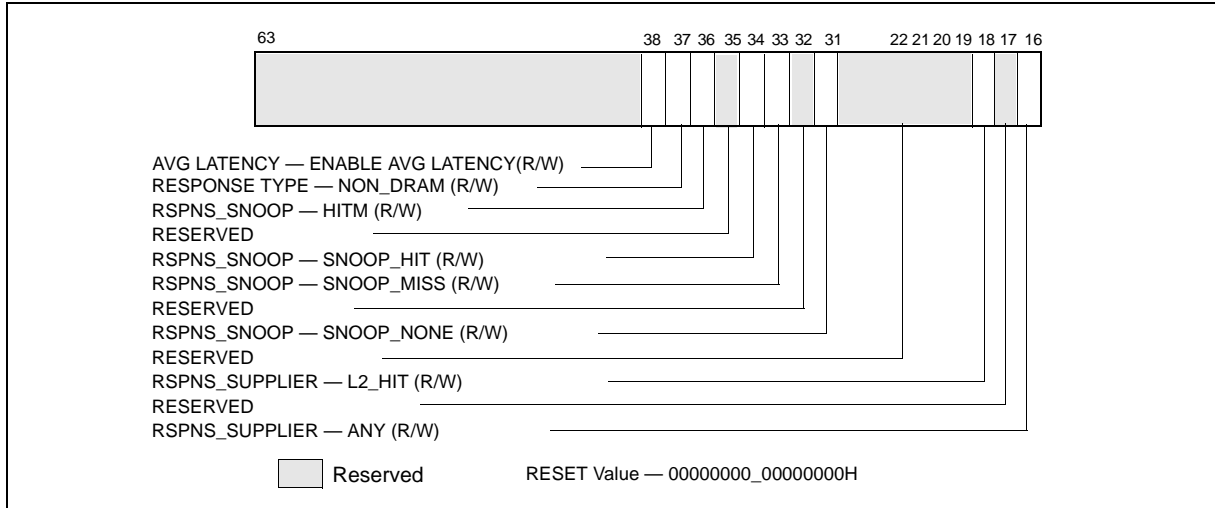 63 38 37 36 35 34 33 32 31 22 21 20 19 18 17 16
AVG LATENCY — ENABLE AVG LATENCY(R/W)
RESPONSE TYPE — NON_DRAM (R/W)
RSPNS_SNOOP — HITM (R/W)
RESERVED
RSPNS_SNOOP — SNOOP_HIT (R/W)
RSPNS_SNOOP — SNOOP_MISS (R/W)
RESERVED
RSPNS_SNOOP — SNOOP_NONE (R/W)
RESERVED
RSPNS_SUPPLIER — L2_HIT (R/W)
RESERVED
RSPNS_SUPPLIER — ANY (R/W)
Reserved RESET Value — 00000000_00000000H